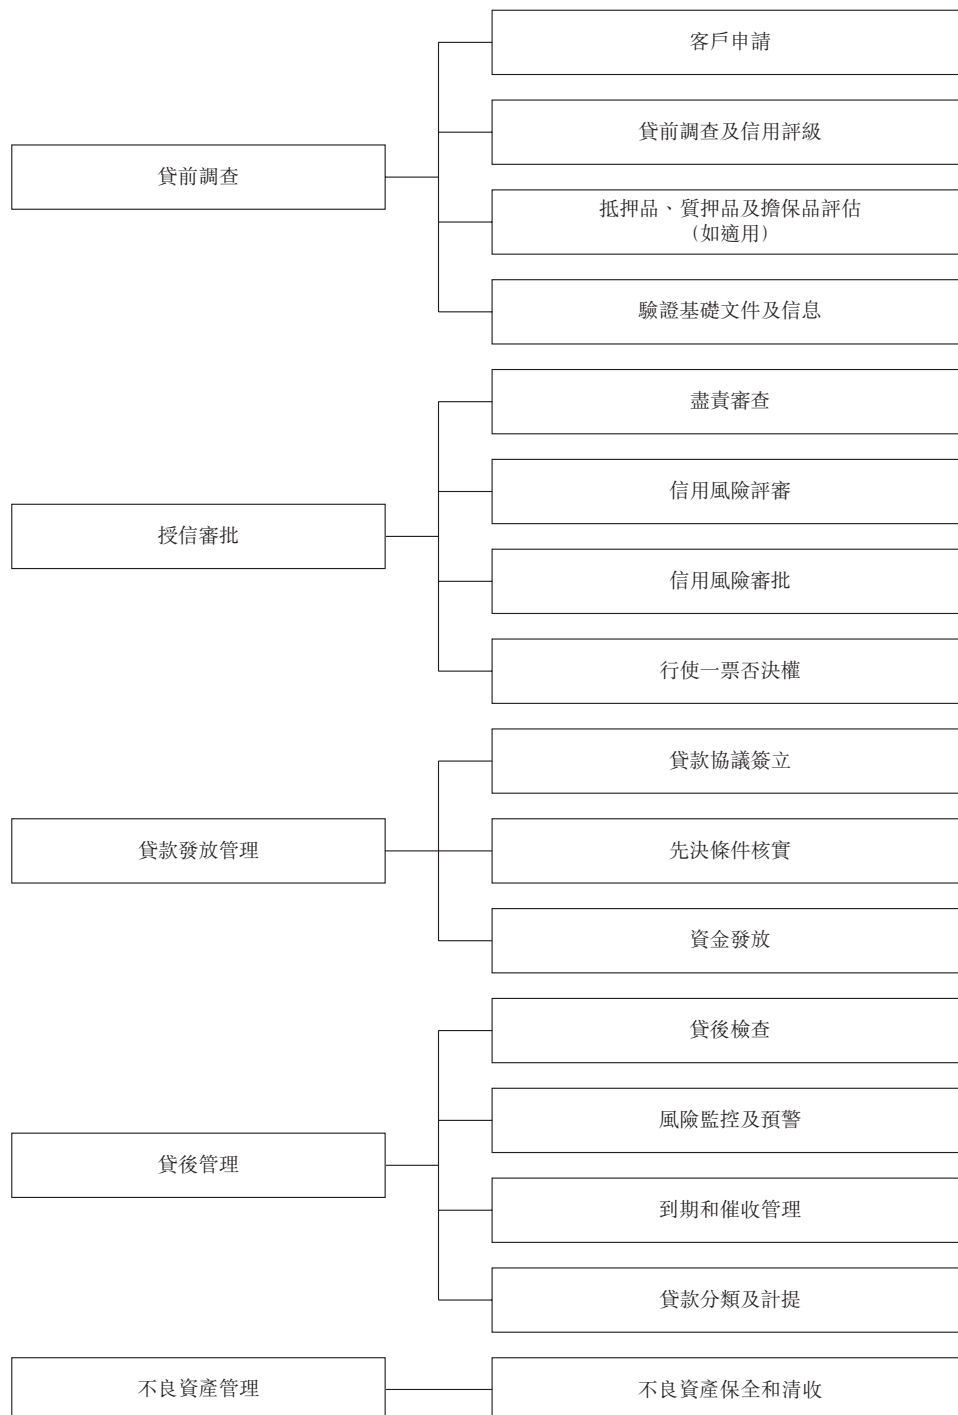 客戶申請
貸前調查及信用評級
貸前調查
抵押品、質押品及擔保品評估
（如適用）
驗證基礎文件及信息
盡責審查
信用風險評審
授信審批
信用風險審批
行使一票否決權
貸款協議簽立
貸款發放管理
先決條件核實
資金發放
貸後檢查
風險監控及預警
貸後管理
到期和催收管理
貸款分類及計提
不良資產管理
不良資產保全和清收